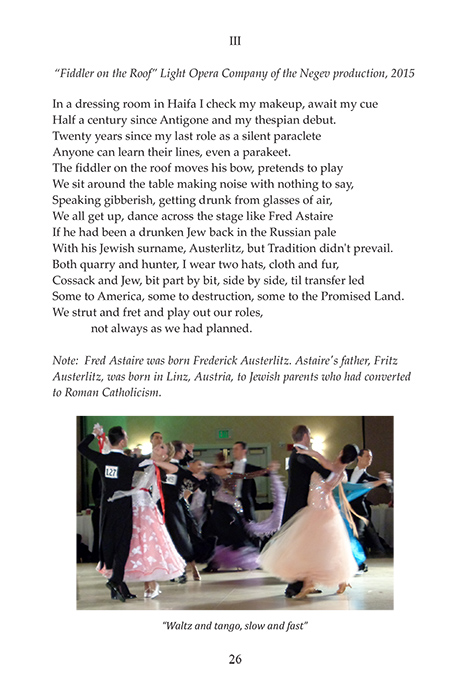 III
“Fiddler on the Roof” Light Opera Company of the Negev production, 2015
In a dressing room in Haifa I check my makeup, await my cue
Half a century since Antigone and my thespian debut.
Twenty years since my last role as a silent paraclete
Anyone can learn their lines, even a parakeet.
The fiddler on the roof moves his bow, pretends to play
We sit around the table making noise with nothing to say,
Speaking gibberish, getting drunk from glasses of air,
We all get up, dance across the stage like Fred Astaire
If he had been a drunken Jew back in the Russian pale
With his Jewish surname, Austerlitz, but Tradition didn't prevail.
Both quarry and hunter, I wear two hats, cloth and fur,
Cossack and Jew, bit part by bit, side by side, til transfer led
Some to America, some to destruction, some to the Promised Land.
We strut and fret and play out our roles,
not always as we had planned.
Note:  Fred Astaire was born Frederick Austerlitz. Astaire's father, Fritz
Austerlitz, was born in Linz, Austria, to Jewish parents who had converted
to Roman Catholicism.
127
“Waltz and tango, slow and fast”
26